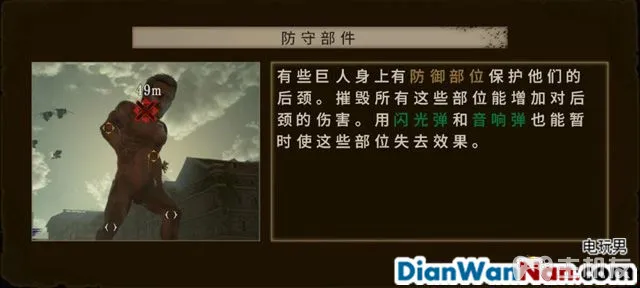 防守部件
49m
有些巨人身上有防御部位保护他们的
后颈。摧毁所有这些部位能增加对后
颈的伤害。用闪光弹和音响弹也能暂
时使这些部位失去效果。
电玩男
DianWanNan.com